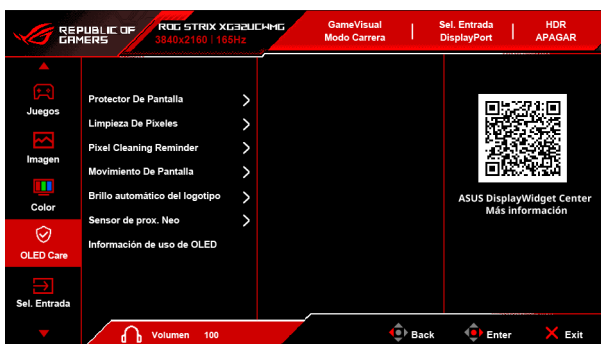 REPUBLIC OF
GAMERS
ROG STRIX XG32UCWMG
3840x2160 | 165Hz
GameVisual
Modo Carrera
Sel. Entrada
DisplayPort
HDR
APAGAR
Juegos
Imagen
Color
OLED Care
Sel. Entrada
Protector De Pantalla
Limpieza De Píxeles
Pixel Cleaning Reminder
Movimiento De Pantalla
Brillo automático del logotipo
Sensor de prox. Neo
Información de uso de OLED
ASUS DisplayWidget Center
Más información
Volumen 100
Back
Enter
Exit